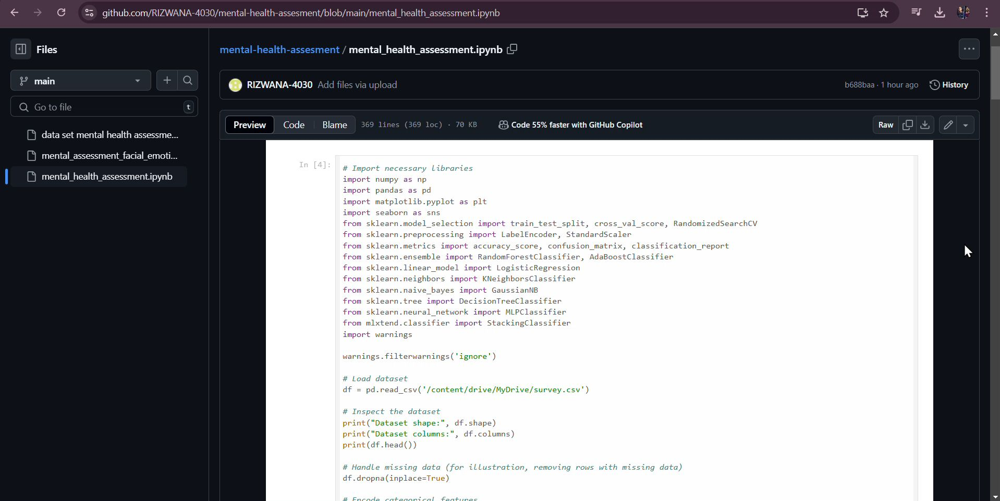 github.com/RIZWANA-4030/mental-health-assesment/blob/main/mental_health_assessment.ipynb
Files
main
Go to file
t
data set mental health assessme...
mental_assessment_facial_emoti...
mental_health_assessment.ipynb
mental-health-assesment / mental_health_assessment.ipynb
RIZWANA-4030 Add files via upload
b688baa · 1 hour ago
History
Preview
Code
Blame
369 lines (369 loc) · 70 KB
Code 55% faster with GitHub Copilot
Raw
In [4]:
# Import necessary libraries
import numpy as np
import pandas as pd
import matplotlib.pyplot as plt
import seaborn as sns
from sklearn.model_selection import train_test_split, cross_val_score, RandomizedSearchCV
from sklearn.preprocessing import LabelEncoder, StandardScaler
from sklearn.metrics import accuracy_score, confusion_matrix, classification_report
from sklearn.ensemble import RandomForestClassifier, AdaBoostClassifier
from sklearn.linear_model import LogisticRegression
from sklearn.neighbors import KNeighborsClassifier
from sklearn.naive_bayes import GaussianNB
from sklearn.tree import DecisionTreeClassifier
from sklearn.neural_network import MLPClassifier
from mlxtend.classifier import StackingClassifier
import warnings
warnings.filterwarnings('ignore')
# Load dataset
df = pd.read_csv('/content/drive/MyDrive/survey.csv')
# Inspect the dataset
print("Dataset shape:", df.shape)
print("Dataset columns:", df.columns)
print(df.head())
# Handle missing data (for illustration, removing rows with missing data)
df.dropna(inplace=True)
# Encode categorical features